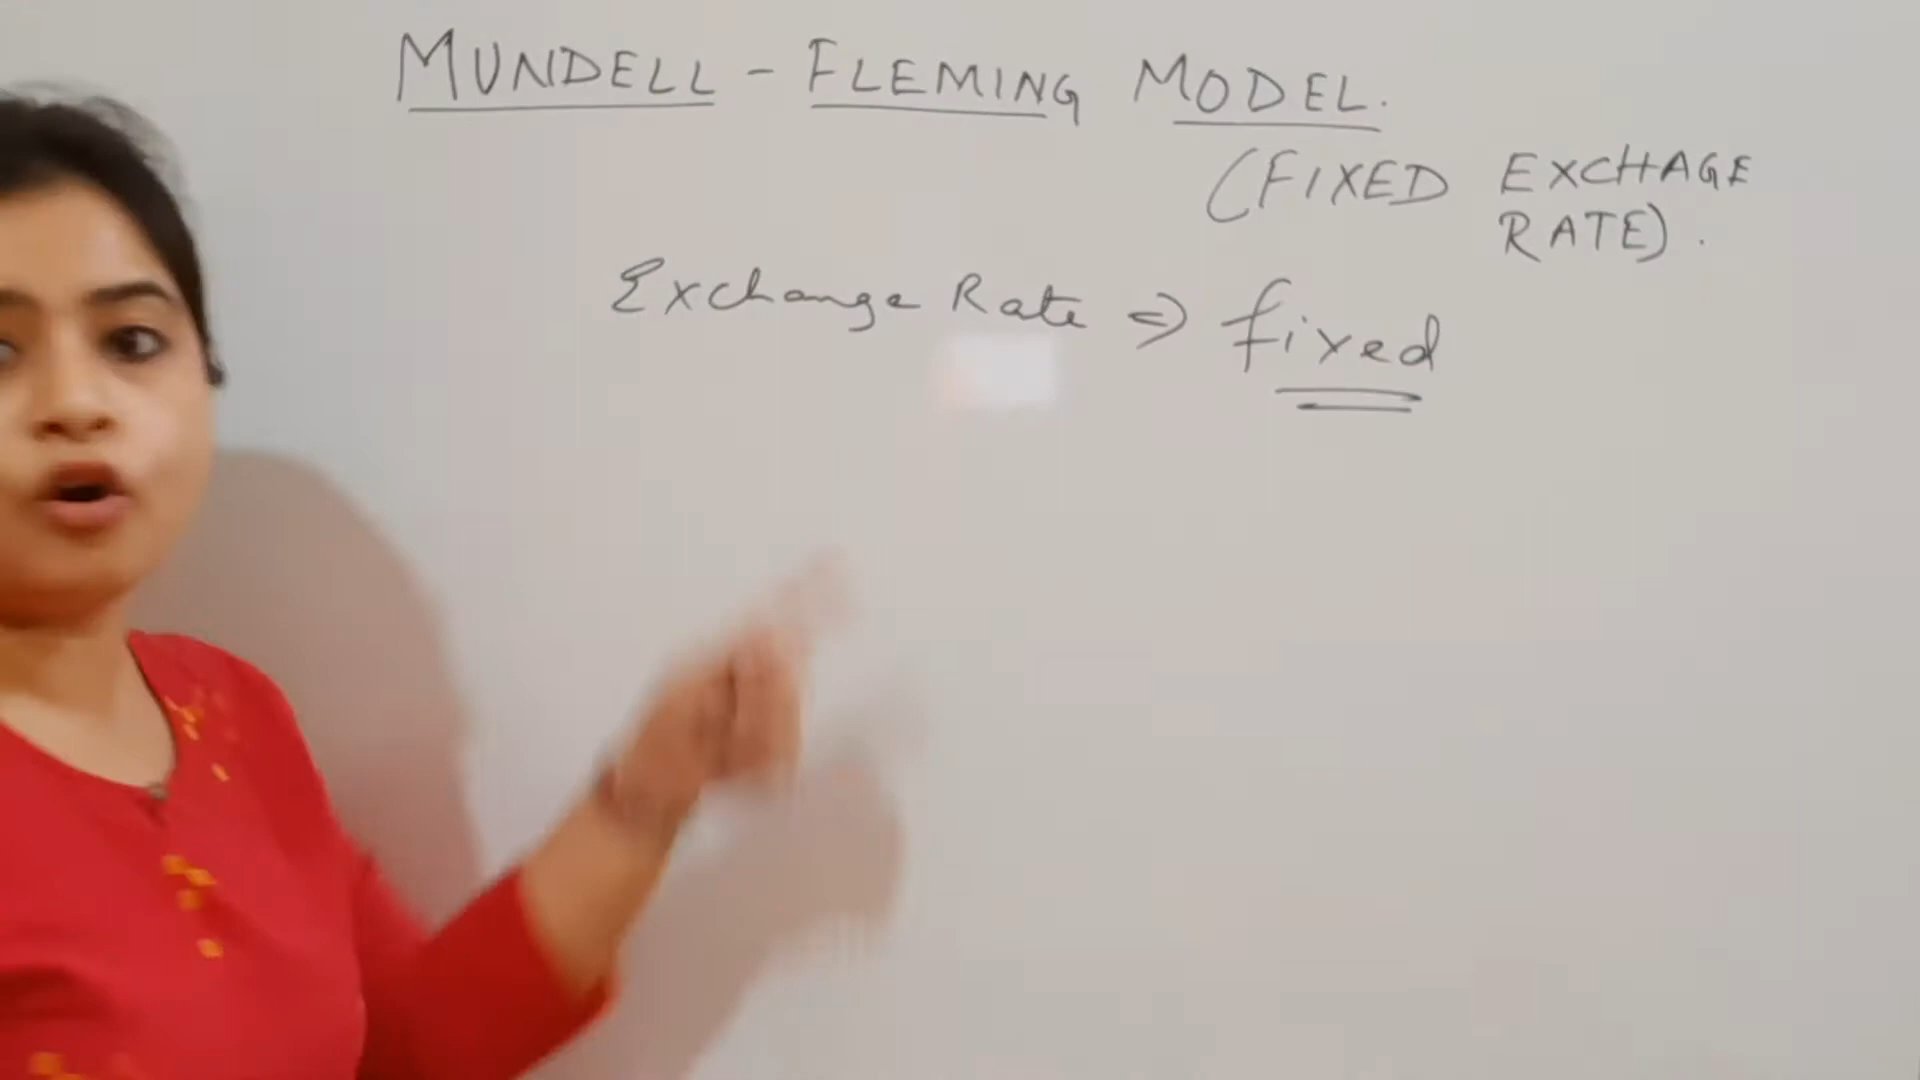 MUNDELL - FLEMING MODEL.
(FIXED EXCHAGE
RATE).
Exchange Rate ⇒ fixed